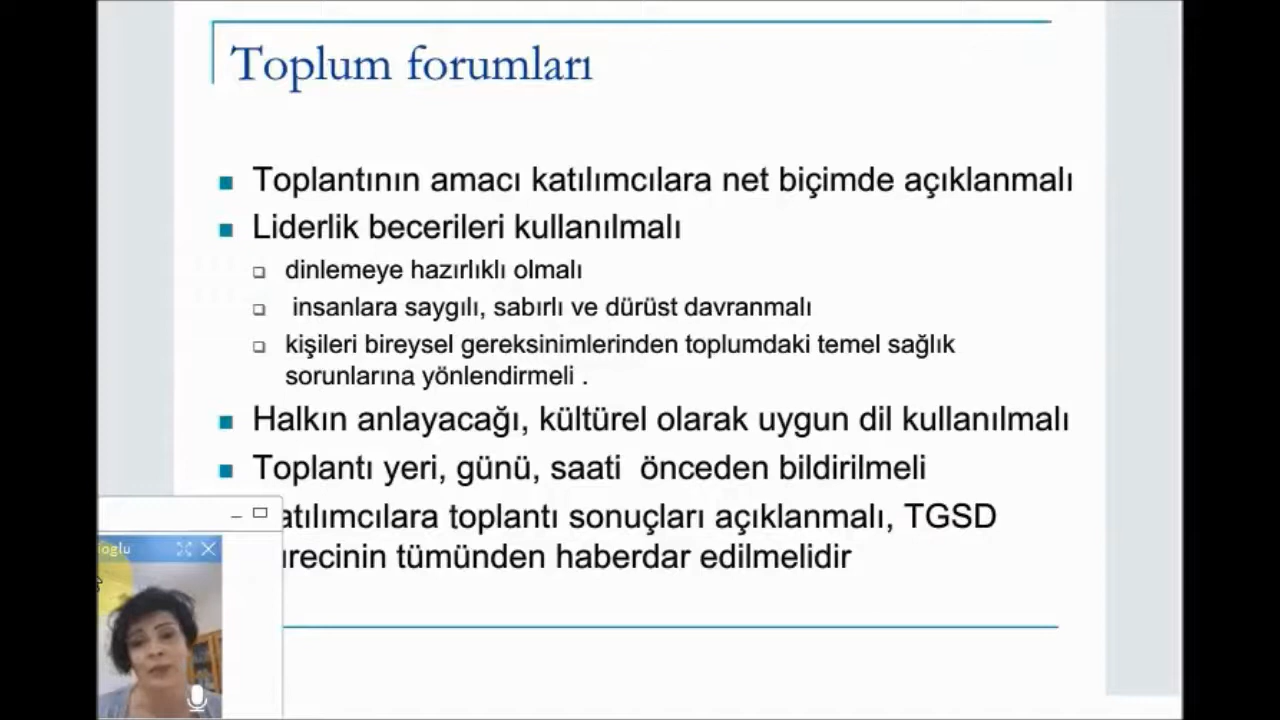 Toplum forumları
Toplantının amacı katılımcılara net biçimde açıklanmalı
Liderlik becerileri kullanılmalı
dinlemeye hazırlıklı olmalı
insanlara saygılı, sabırlı ve dürüst davranmalı
kişileri bireysel gereksinimlerinden toplumdaki temel sağlık
sorunlarına yönlendirmeli .
Halkın anlayacağı, kültürel olarak uygun dil kullanılmalı
Toplantı yeri, günü, saati önceden bildirilmeli
atılımcılara toplantı sonuçları açıklanmalı, TGSD
recinin tümünden haberdar edilmelidir